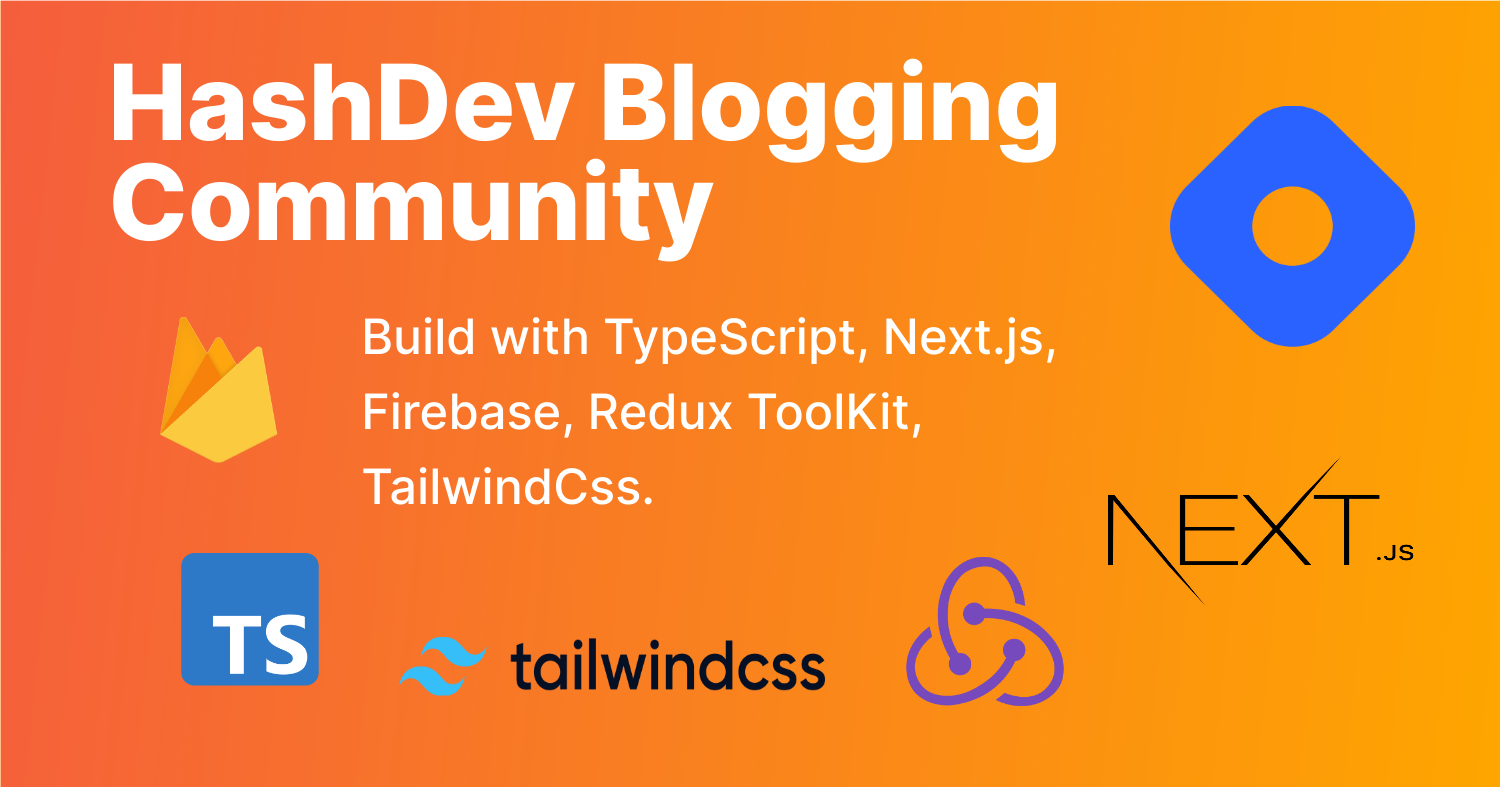 HashDev Blogging
Community
Build with TypeScript, Next.js,
Firebase, Redux ToolKit,
TailwindCss.
NEXT.JS
TS
tailwindcss